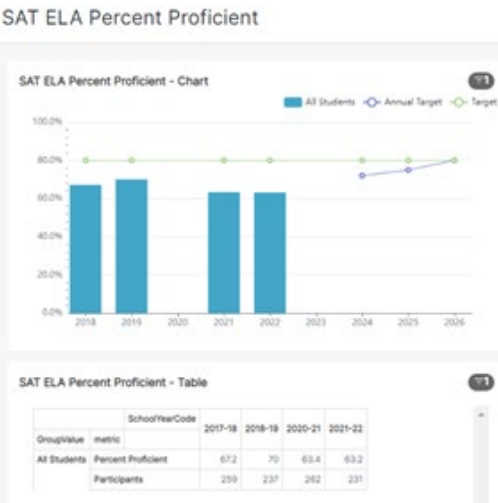 SAT ELA Percent Proficient
SAT ELA Percent Proficient - Chart
1
All Students Annual Target Target
100.0%
80.0%
60.0%
40.0%
20.0%
0.0%
2018 2019 2020 2021 2022 2023 2024 2025 2026
SAT ELA Percent Proficient - Table
1
SchoolYearCode 2017-18 2018-19 2020-21 2021-22
GroupValue metric
All Students Percent Proficient 67.2 70 63.4 63.2
Participants 259 237 262 231